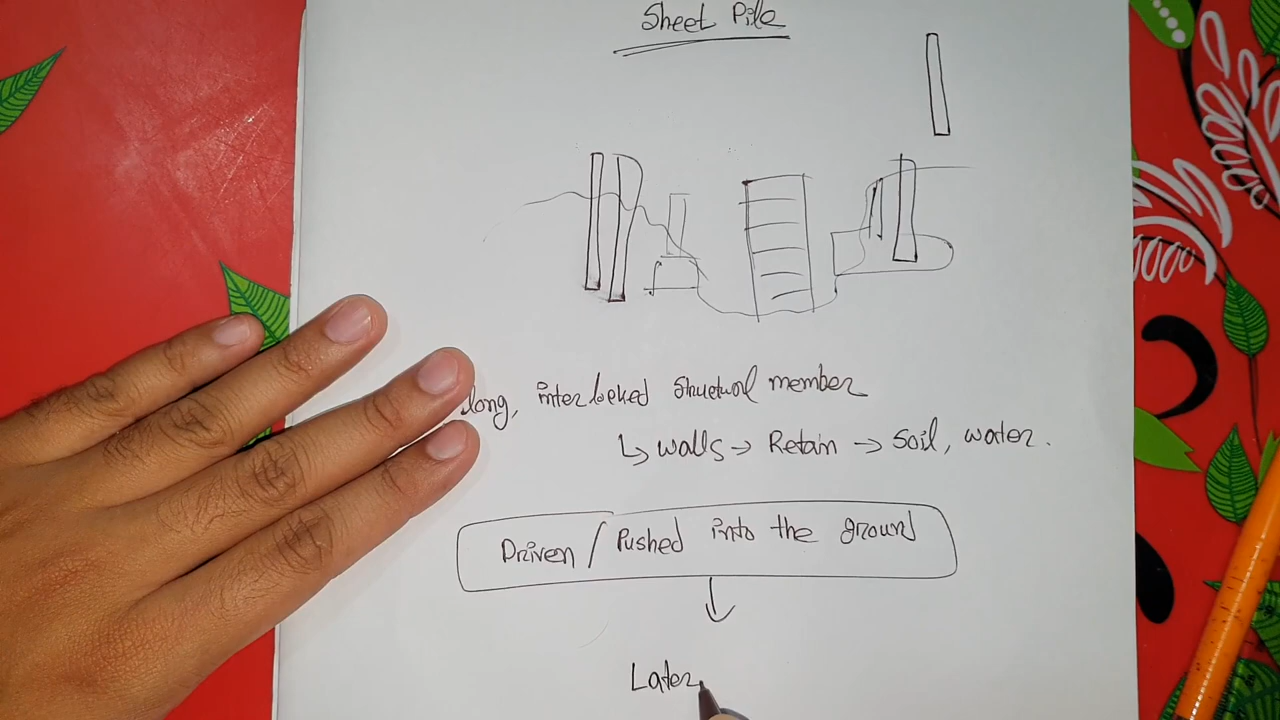 Sheet Pile
long, interlocked structural member
↳ walls → Retain → soil, water.
Driven / Pushed into the ground
Later